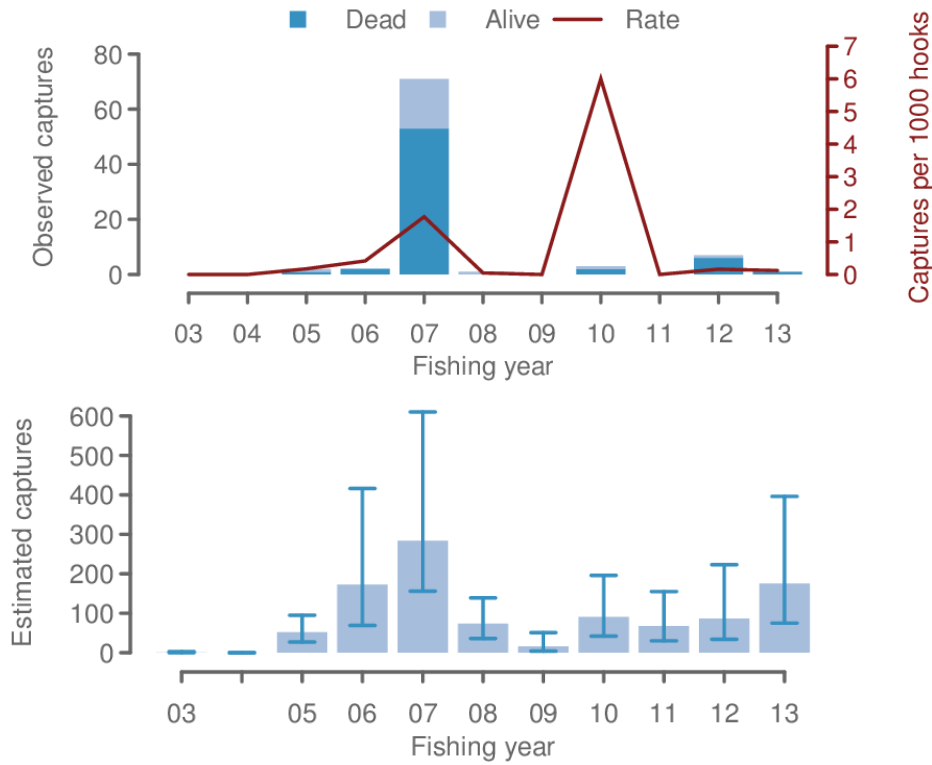 Dead Alive Rate
Observed captures
80
60
40
20
0
7
6
5
4
3
2
1
0
Captures per 1000 hooks
03 04 05 06 07 08 09 10 11 12 13
Fishing year
Estimated captures
600
500
400
300
200
100
0
03 05 06 07 08 09 10 11 12 13
Fishing year